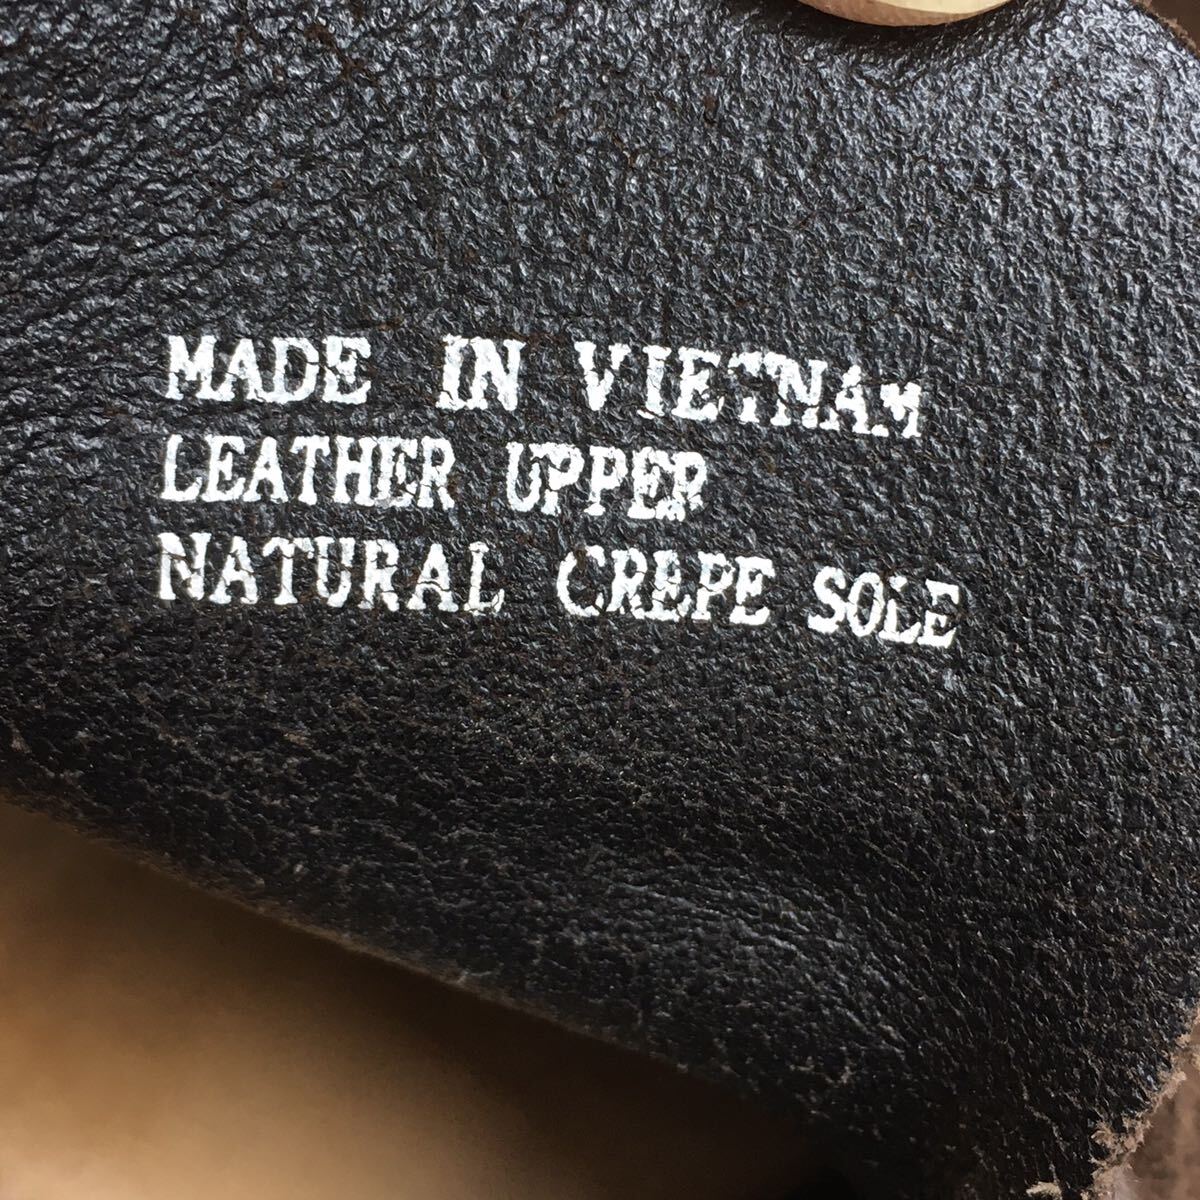 MADE IN VIETNAM
LEATHER UPPER
NATURAL CREPE SOLE